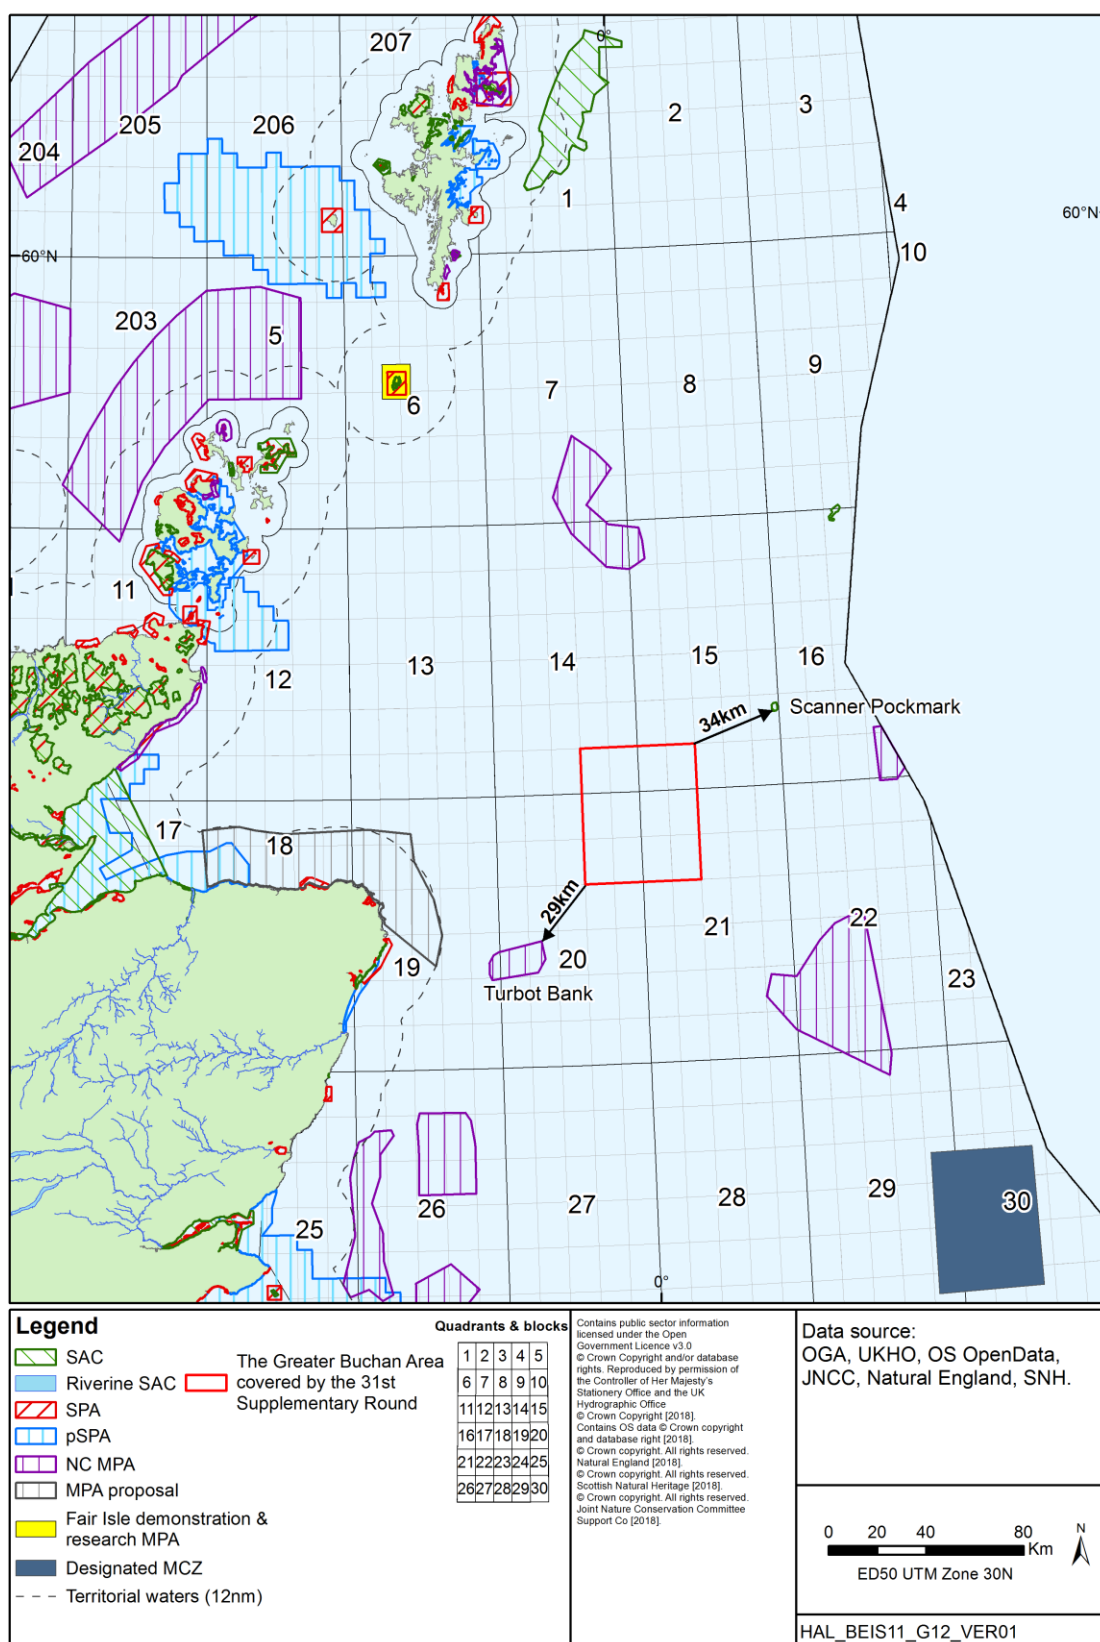 207
0°
2
3
205
206
204
1
4
60°N
60°N
10
203
5
9
7
8
6
11
13
14
15
16
12
34km
Scanner Pockmark
17
18
29km
22
21
19
20
23
Turbot Bank
26
27
28
29
30
25
0°
Legend
SAC
Riverine SAC
SPA
pSPA
NC MPA
MPA proposal
Fair Isle demonstration &
research MPA
Designated MCZ
Territorial waters (12nm)
The Greater Buchan Area
covered by the 31st
Supplementary Round
Quadrants & blocks
1 2 3 4 5
6 7 8 9 10
11 12 13 14 15
16 17 18 19 20
21 22 23 24 25
26 27 28 29 30
Contains public sector information
licensed under the Open
Government Licence v3.0
© Crown Copyright and/or database
rights. Reproduced by permission of
the Controller of Her Majesty's
Stationery Office and the UK
Hydrographic Office
© Crown Copyright [2018].
Contains OS data © Crown copyright
and database right [2018].
© Crown copyright. All rights reserved.
Natural England [2018].
© Crown copyright. All rights reserved.
Scottish Natural Heritage [2018].
© Crown copyright. All rights reserved.
Joint Nature Conservation Committee
Support Co [2018].
Data source:
OGA, UKHO, OS OpenData,
JNCC, Natural England, SNH.
0 20 40 80
Km
N
ED50 UTM Zone 30N
HAL_BEIS11_G12_VER01